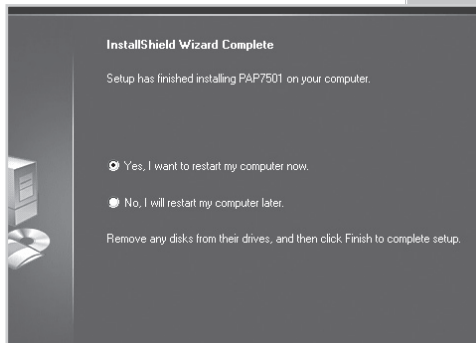 InstallShield Wizard Complete
Setup has finished installing PAP7501 on your computer.
Yes, I want to restart my computer now.
No, I will restart my computer later.
Remove any disks from their drives, and then click Finish to complete setup.